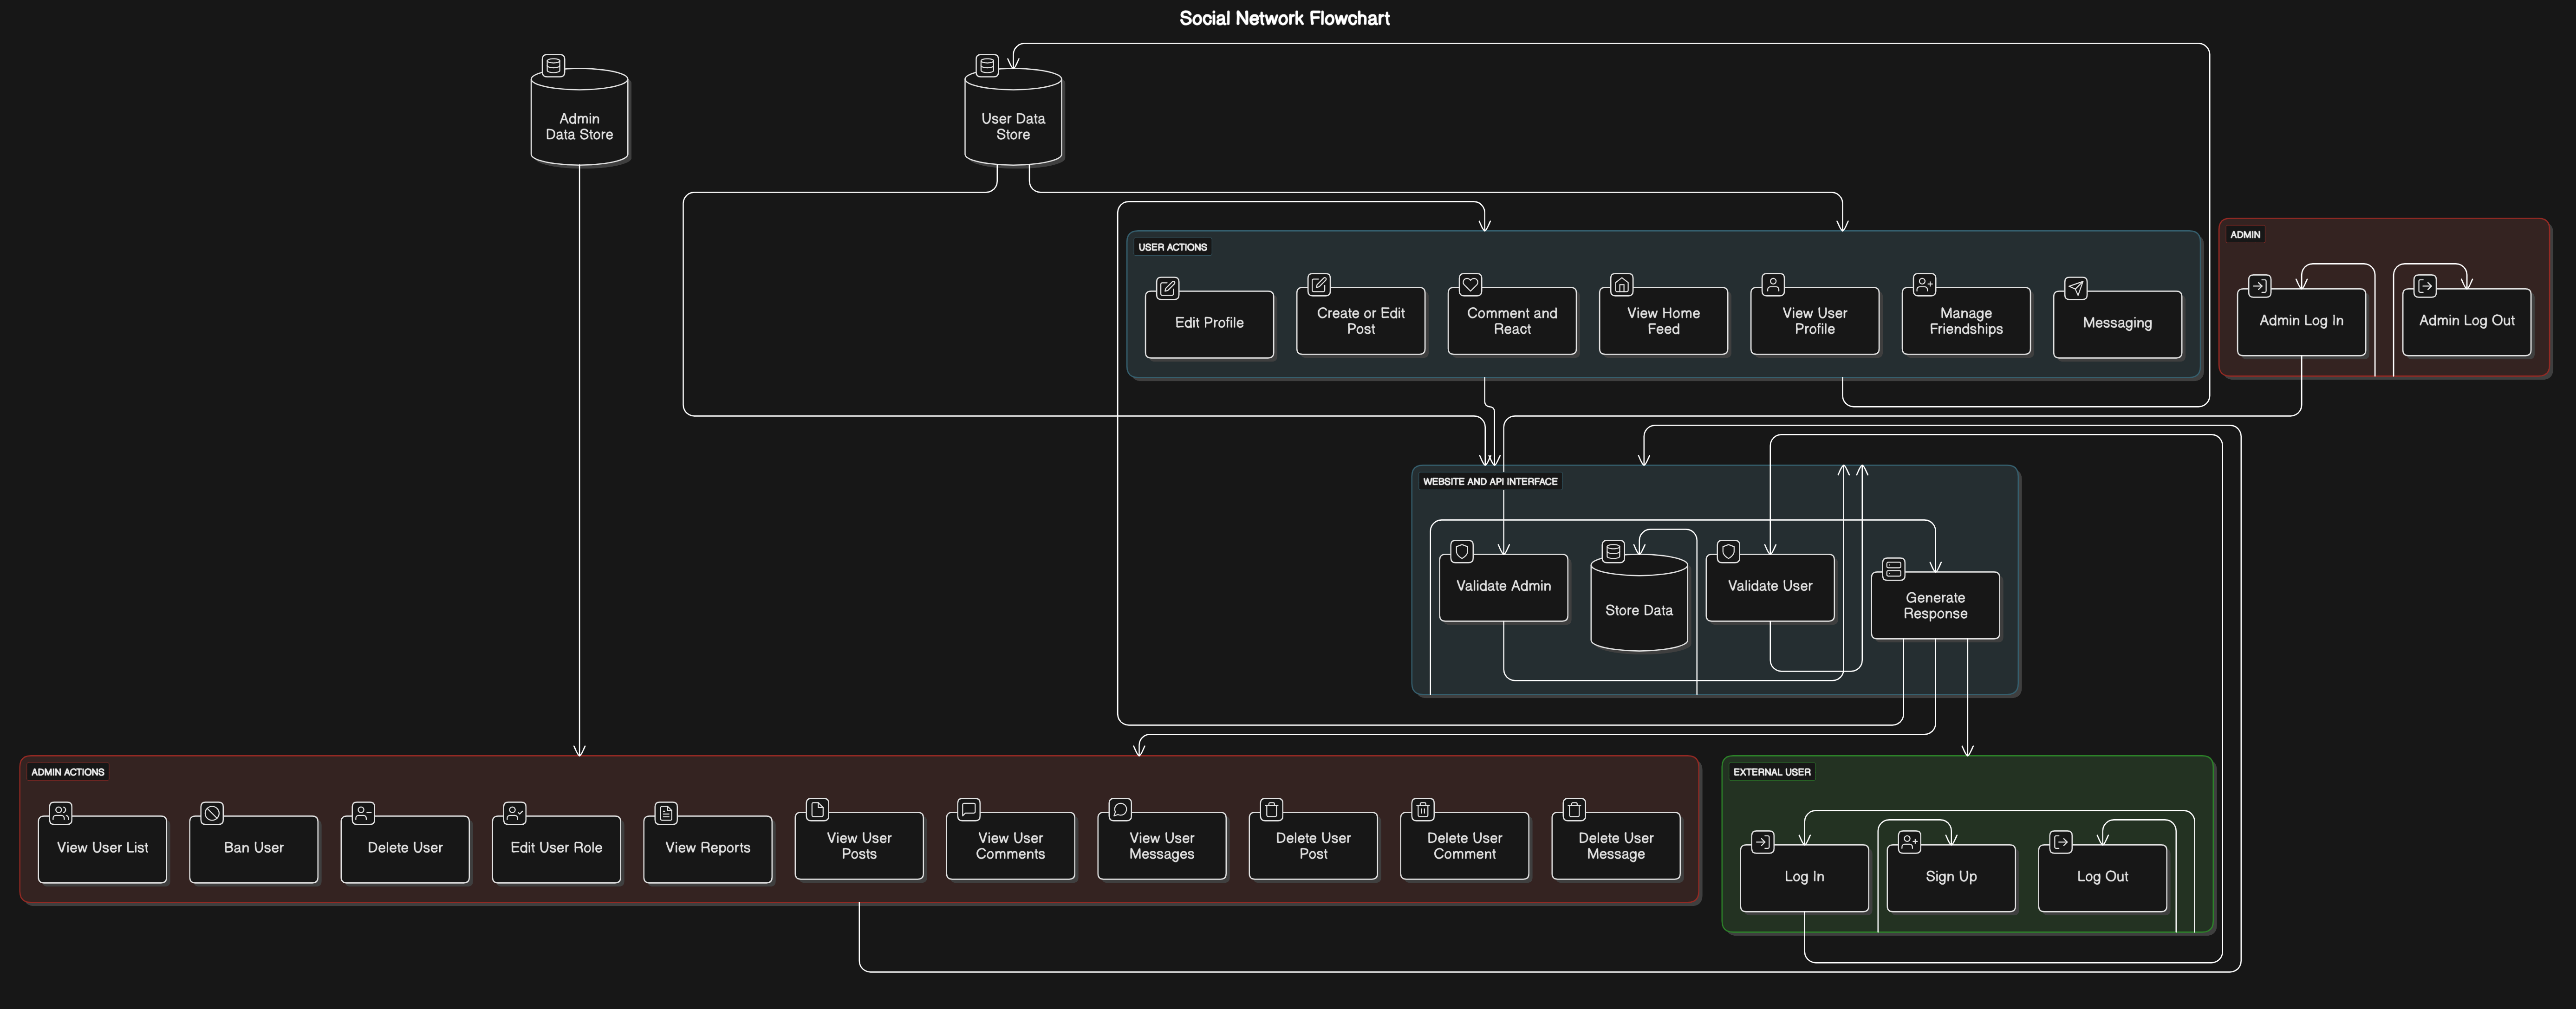 Social Network Flowchart
Admin
Data Store
User Data
Store
USER ACTIONS
Edit Profile
Create or Edit
Post
Comment and
React
View Home
Feed
View User
Profile
Manage
Friendships
Messaging
ADMIN
Admin Log In
Admin Log Out
WEBSITE AND API INTERFACE
Validate Admin
Store Data
Validate User
Generate
Response
ADMIN ACTIONS
View User List
Ban User
Delete User
Edit User Role
View Reports
View User
Posts
View User
Comments
View User
Messages
Delete User
Post
Delete User
Comment
Delete User
Message
EXTERNAL USER
Log In
Sign Up
Log Out